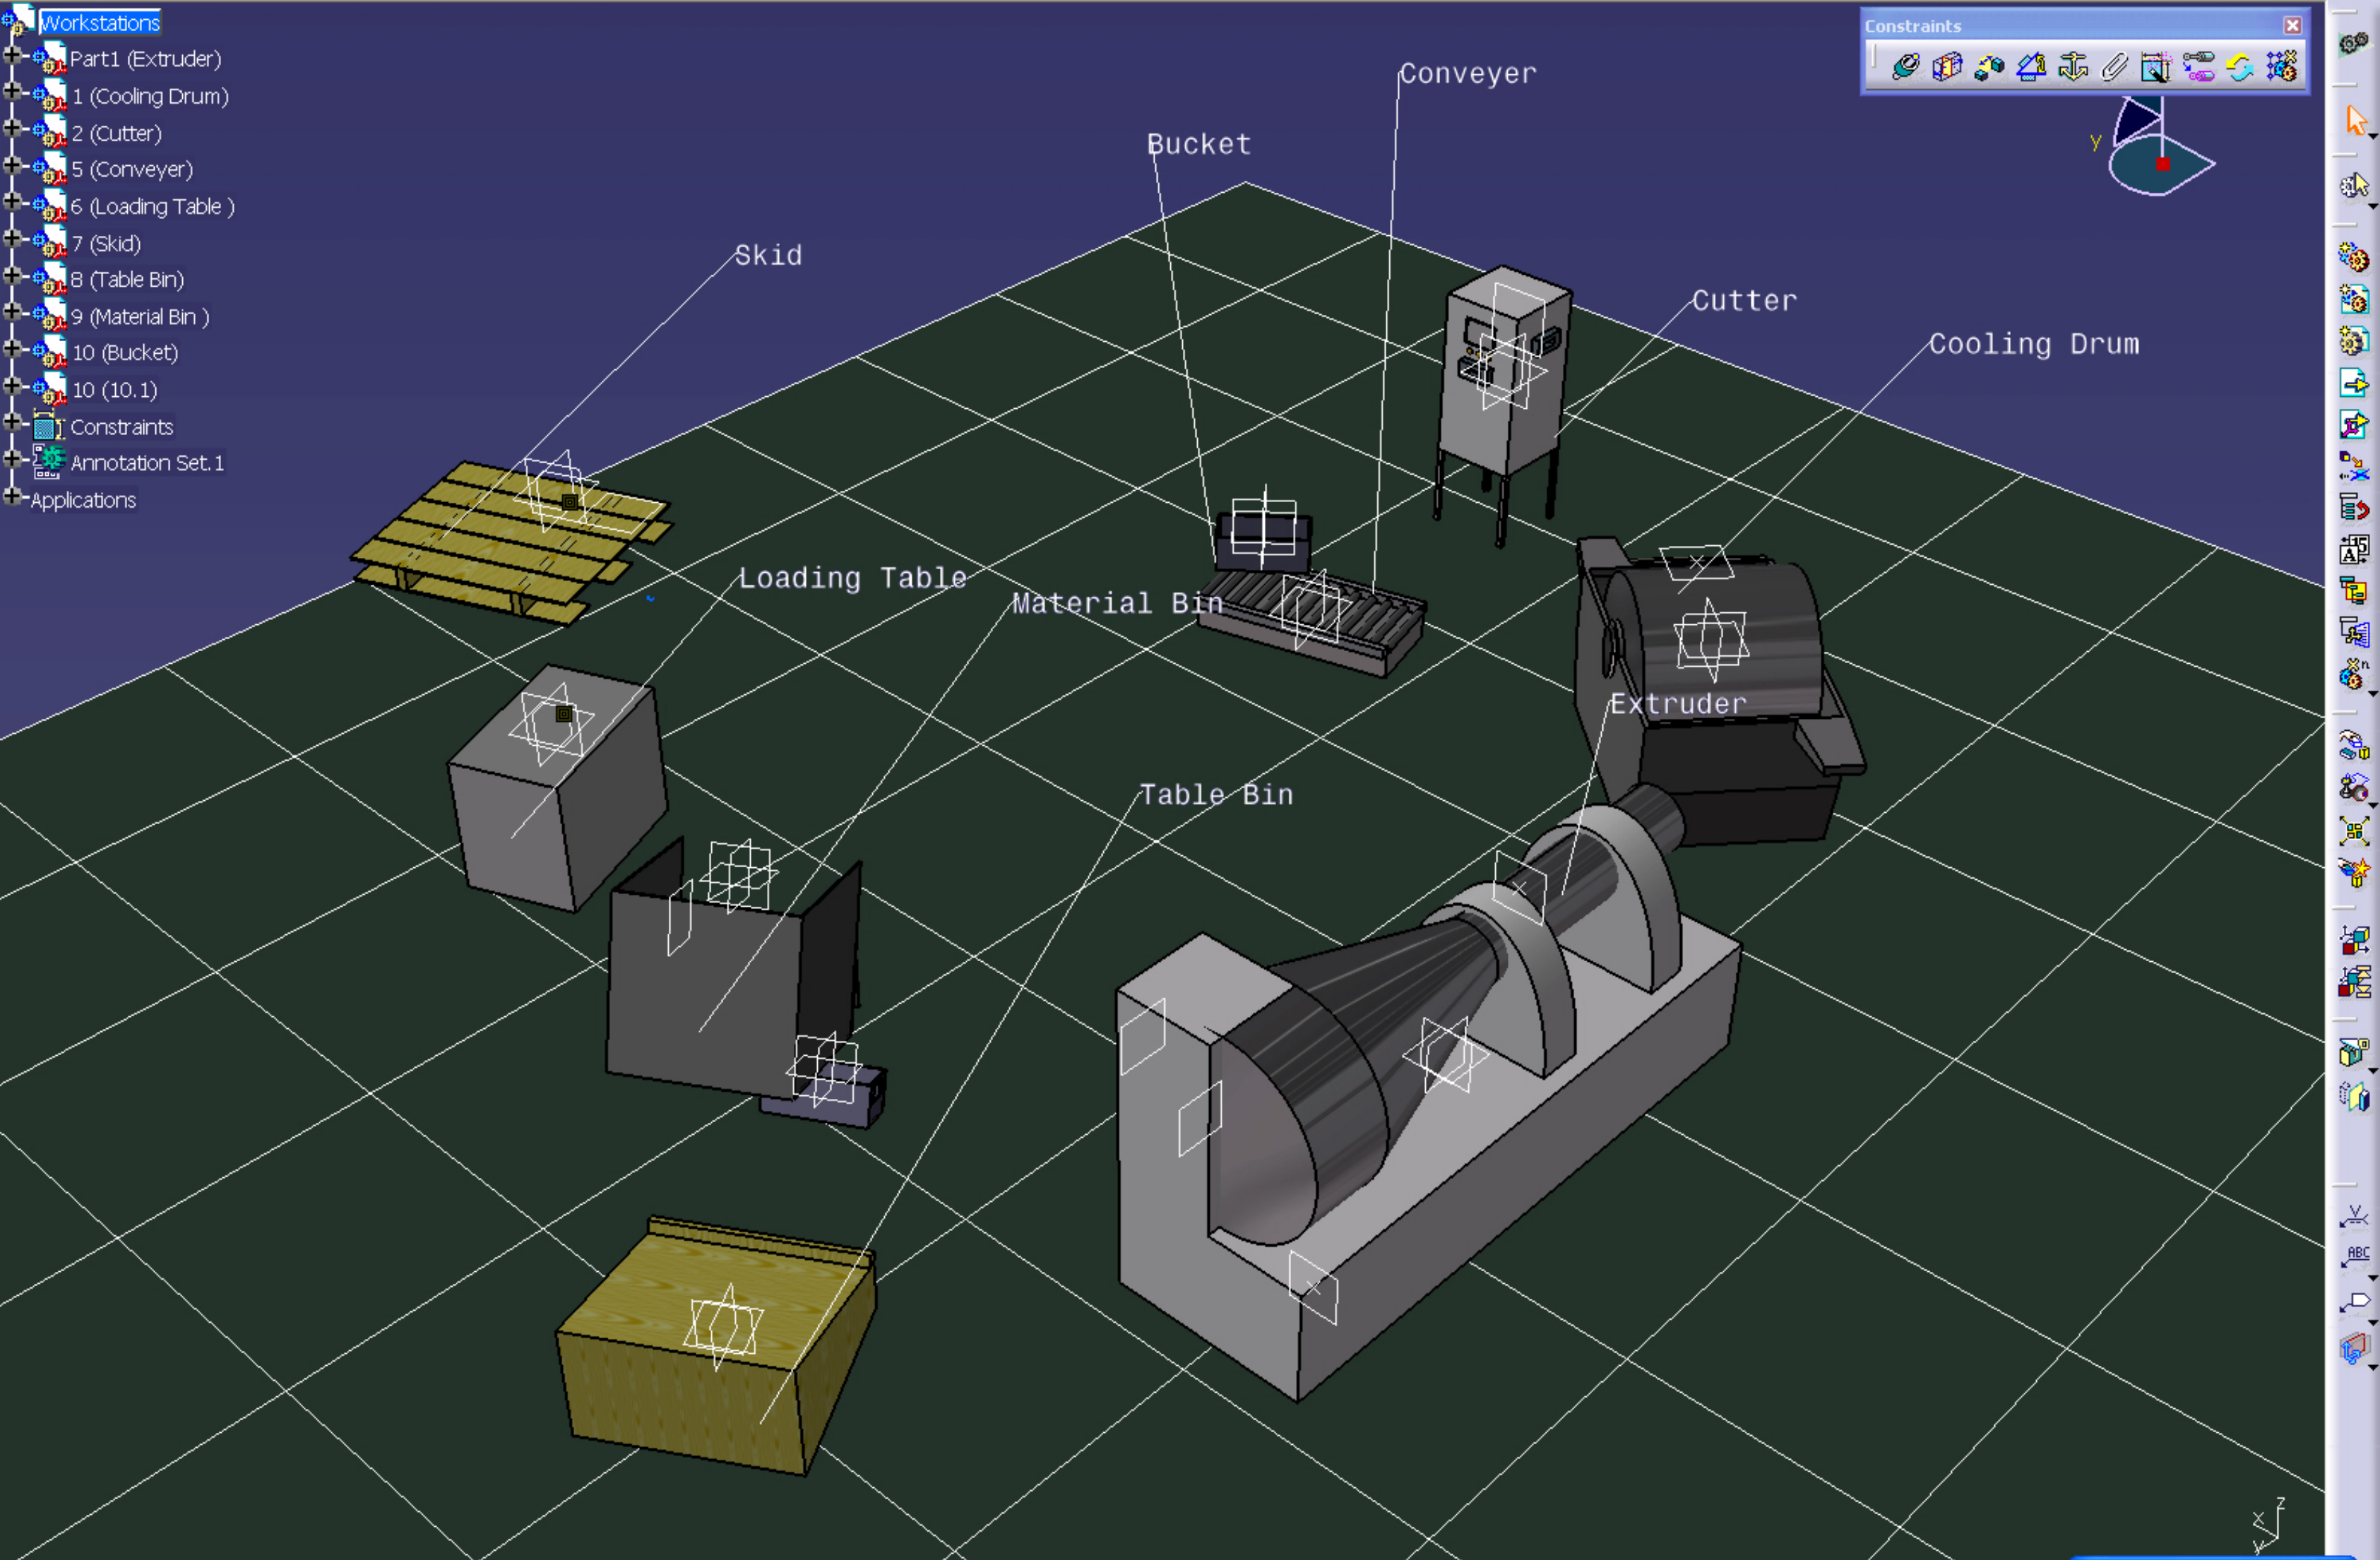 Workstations
Part1 (Extruder)
1 (Cooling Drum)
2 (Cutter)
5 (Conveyer)
6 (Loading Table )
7 (Skid)
8 (Table Bin)
9 (Material Bin )
10 (Bucket)
10 (10.1)
Constraints
Annotation Set.1
Applications
Constraints
y
Conveyer
Bucket
Skid
Cutter
Cooling Drum
Loading Table
Material Bin
Extruder
Table Bin
ABC
z
x
y